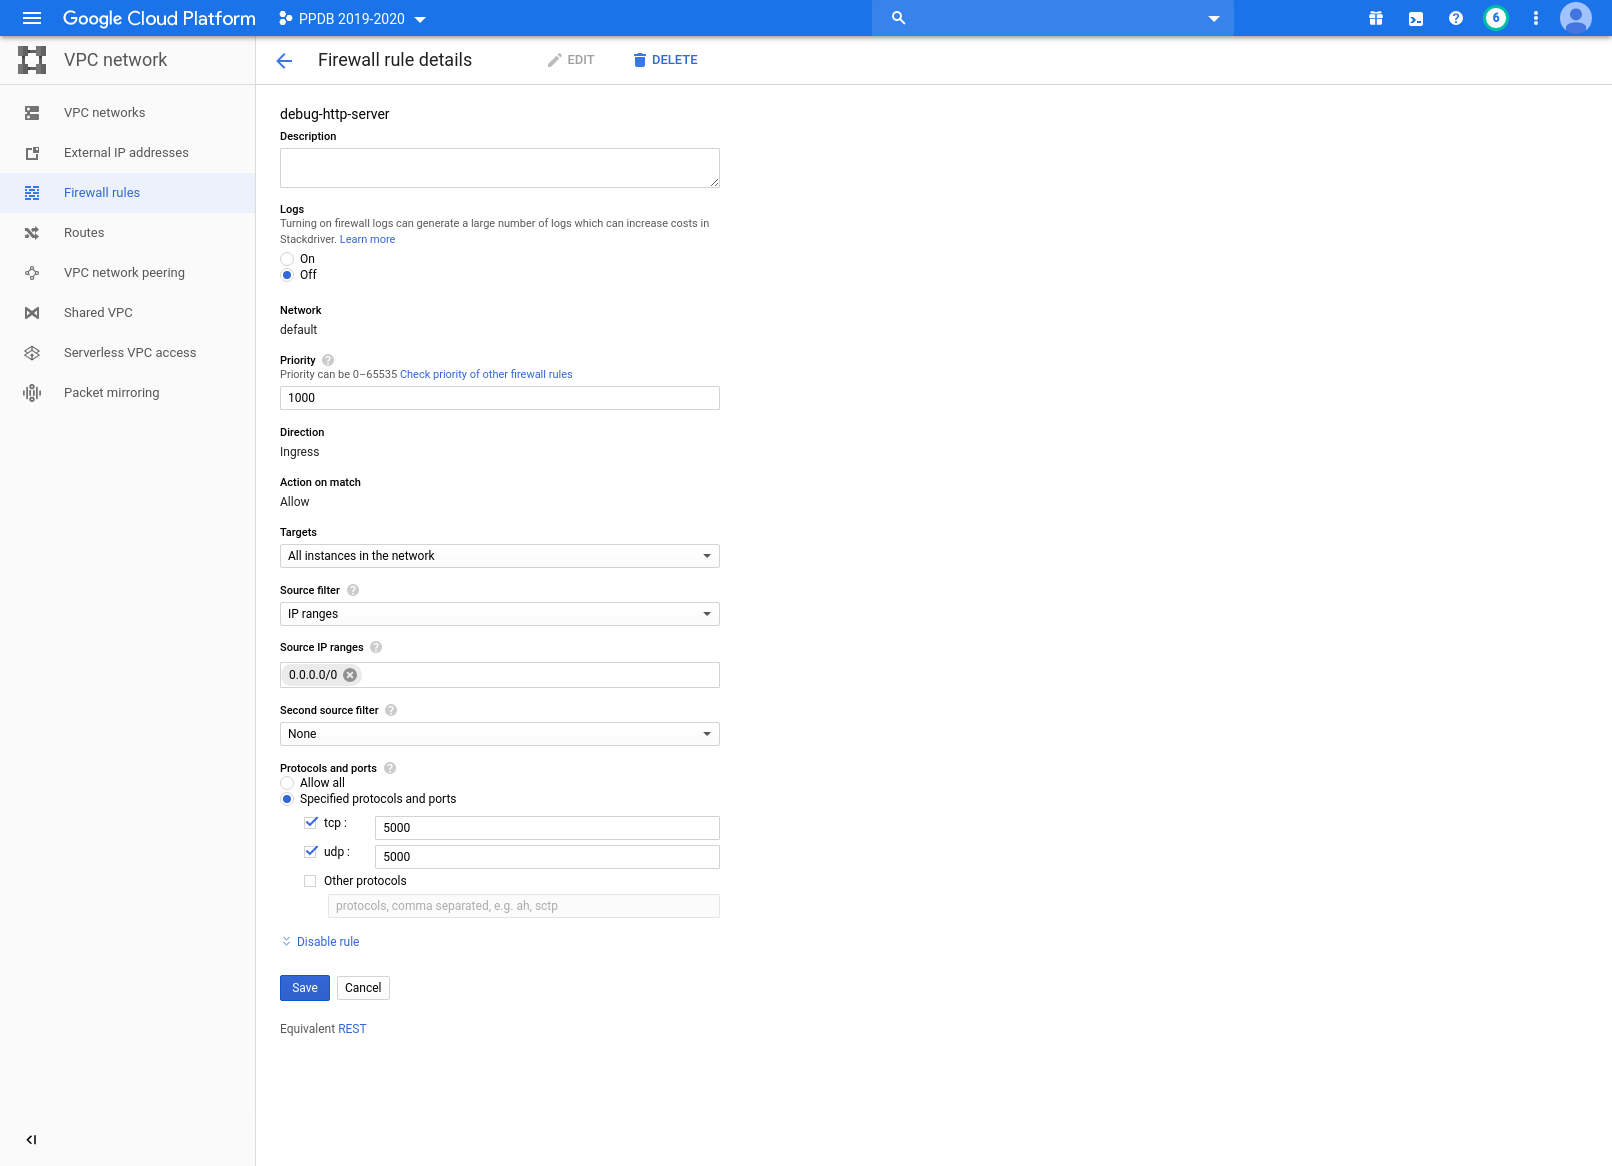 Google Cloud Platform
PPDB 2019-2020
6
VPC network
Firewall rule details
EDIT
DELETE
VPC networks
External IP addresses
Firewall rules
Routes
VPC network peering
Shared VPC
Serverless VPC access
Packet mirroring
debug-http-server
Description
Logs
Turning on firewall logs can generate a large number of logs which can increase costs in
Stackdriver. Learn more
On
Off
Network
default
Priority ?
Priority can be 0–65535 Check priority of other firewall rules
1000
Direction
Ingress
Action on match
Allow
Targets
All instances in the network
Source filter ?
IP ranges
Source IP ranges ?
0.0.0.0/0
Second source filter ?
None
Protocols and ports ?
Allow all
Specified protocols and ports
tcp : 5000
udp : 5000
Other protocols
protocols, comma separated, e.g. ah, sctp
Disable rule
Save Cancel
Equivalent REST